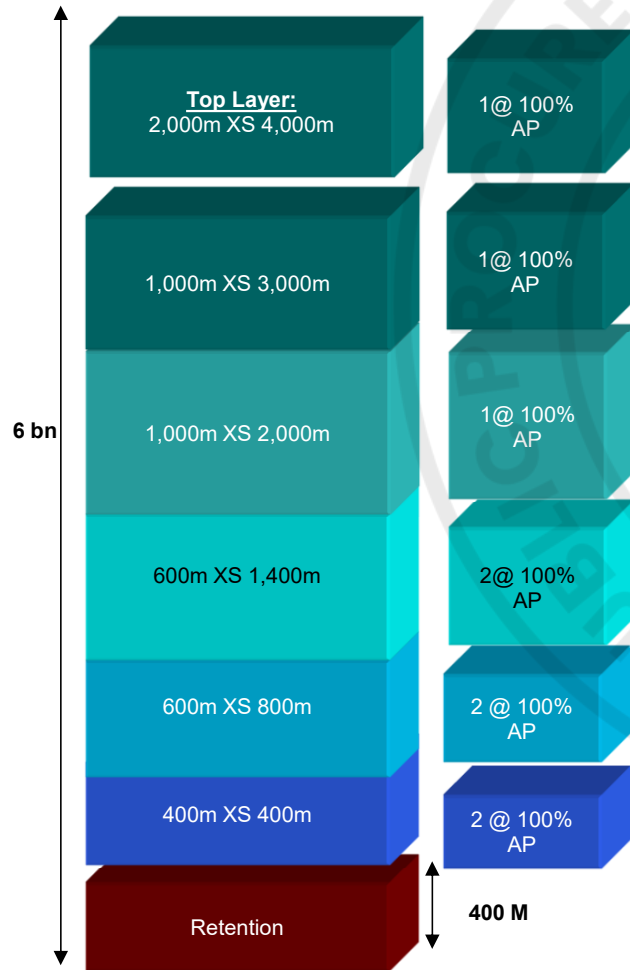 Top Layer:
2,000m XS 4,000m
1@ 100%
AP
1,000m XS 3,000m
1@ 100%
AP
6 bn
1,000m XS 2,000m
1@ 100%
AP
600m XS 1,400m
2@ 100%
AP
600m XS 800m
2 @ 100%
AP
400m XS 400m
2 @ 100%
AP
Retention
400 M